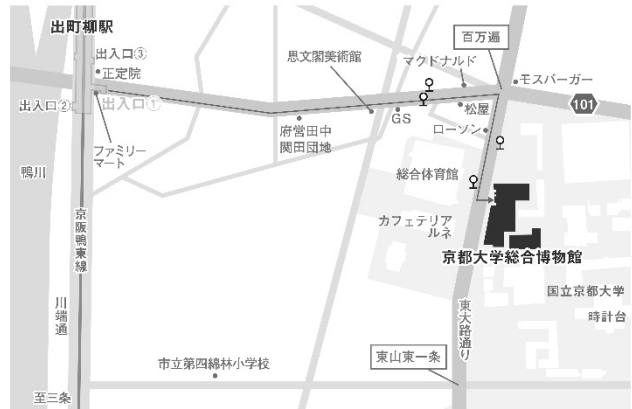 出町柳駅
出入口③
正定院
出入口②
出入口①
ファミリー
マート
鴨川
京阪鴨東線
川端通
至三条
思文閣美術館
マクドナルド
百万遍
モスバーガー
101
府営田中
関田団地
GS
松屋
ローソン
総合体育館
カフェテリア
ルネ
京都大学総合博物館
国立京都大学
時計台
東大路通り
東山東一条
市立第四錦林小学校